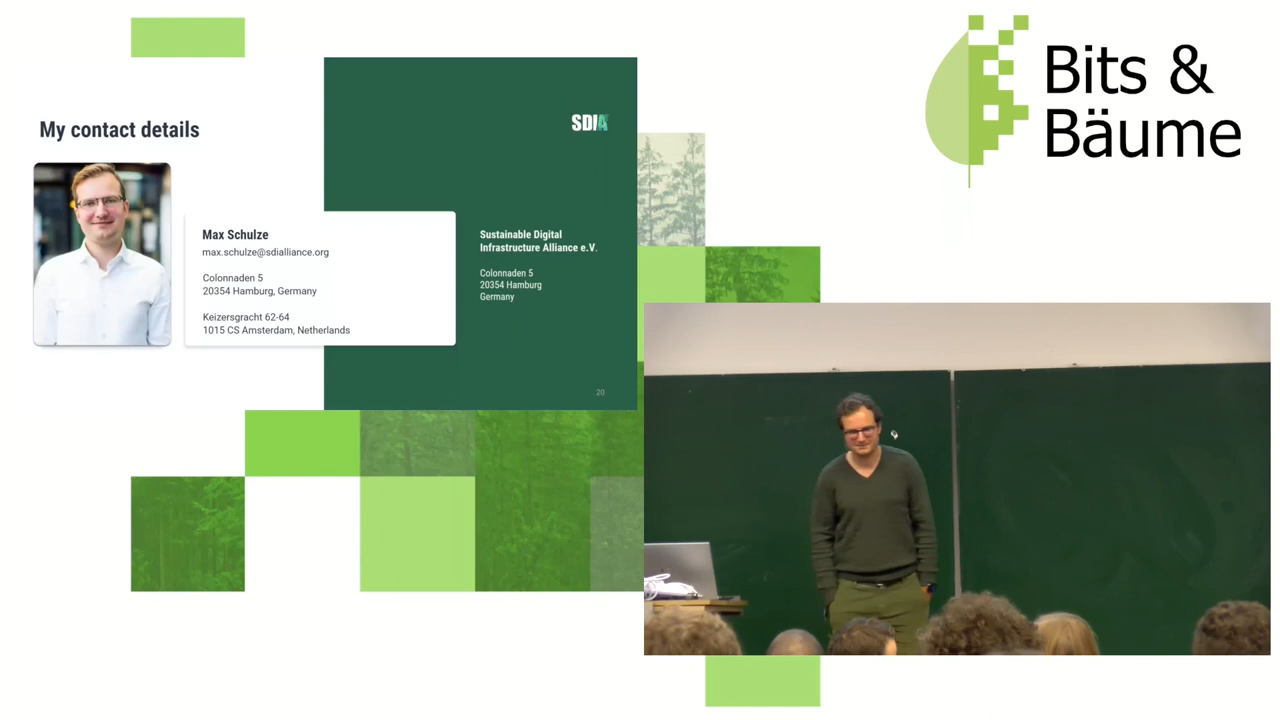 My contact details
SDIA
Max Schulze
max.schulze@sdialliance.org
Colonnaden 5
20354 Hamburg, Germany
Keizersgracht 62-64
1015 CS Amsterdam, Netherlands
Sustainable Digital
Infrastructure Alliance e.V.
Colonnaden 5
20354 Hamburg
Germany
20
Bits &
Bäume